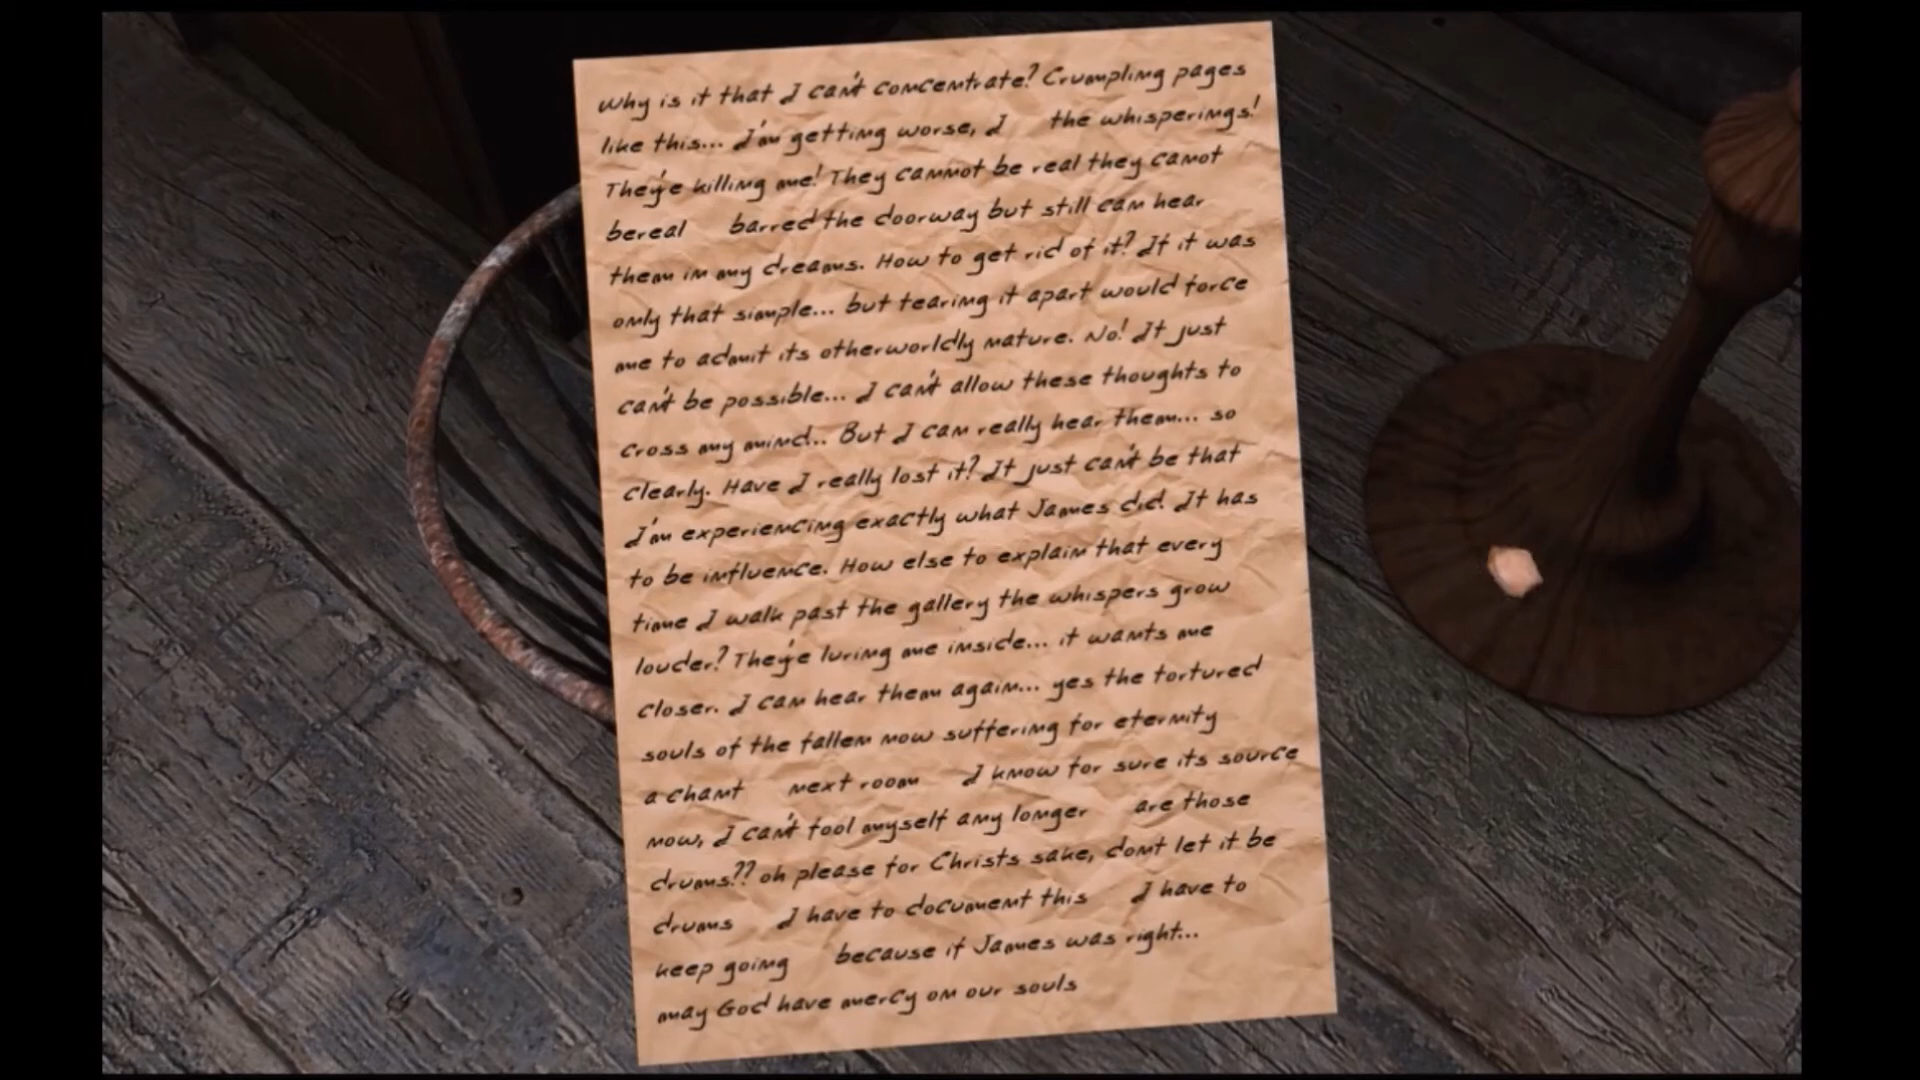 Why is it that I can't concentrate? Crumpling pages
like this... I'm getting worse, I the whisperings!
They'e killing me! They cannot be real they canot
bereal barred the doorway but still can hear
them in my dreams. How to get rid of it? If it was
only that simple... but tearing it apart would force
me to admit its otherworldly nature. No! It just
can't be possible... I can't allow these thoughts to
cross my mind.. But I can really hear them... so
clearly. Have I really lost it? It just can't be that
I'm experiencing exactly what James did. It has
to be influence. How else to explain that every
time I walk past the gallery the whispers grow
louder? They'e luring me inside... it wants me
closer. I can hear them again... yes the tortured
souls of the fallen now suffering for eternity
a chant next room I know for sure its source
now, I can't fool myself any longer are those
drums?? oh please for Christs sake, dont let it be
drums I have to document this I have to
keep going because if James was right...
may God have mercy on our souls